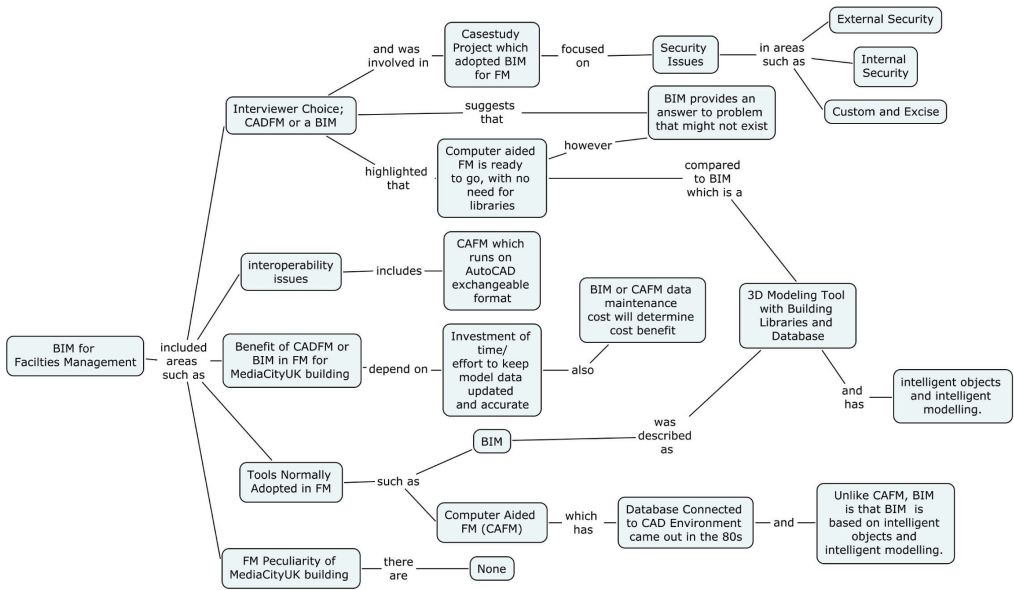 BIM for
Facilties Management
included
areas
such as
Interviewer Choice;
CADFM or a BIM
and was
involved in
Casestudy
Project which
adopted BIM
for FM
focused
on
Security
Issues
in areas
such as
External Security
Internal
Security
Custom and Excise
suggests
that
BIM provides an
answer to problem
that might not exist
highlighted
that
Computer aided
FM is ready
to go, with no
need for
libraries
however
compared
to BIM
which is a
3D Modeling Tool
with Building
Libraries and
Database
and
has
intelligent objects
and intelligent
modelling.
interoperability
issues
includes
CAFM which
runs on
AutoCAD
exchangeable
format
Benefit of CADFM or
BIM in FM for
MediaCityUK building
depend on
Investment of
time/
effort to keep
model data
updated
and accurate
also
BIM or CAFM data
maintenance
cost will determine
cost benefit
Tools Normally
Adopted in FM
such as
BIM
was
described
as
Computer Aided
FM (CAFM)
which
has
Database Connected
to CAD Environment
came out in the 80s
and
Unlike CAFM, BIM
is that BIM is
based on intelligent
objects and
intelligent modelling.
FM Peculiarity of
MediaCityUK building
there
are
None